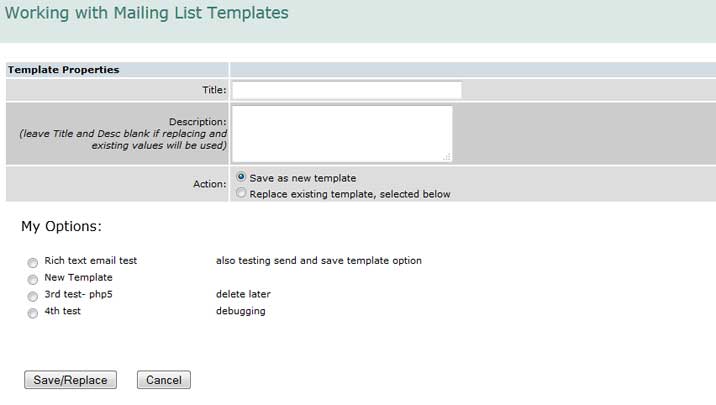 Working with Mailing List Templates
Template Properties
Title:
Description:
(leave Title and Desc blank if replacing and
existing values will be used)
Action:
Save as new template
Replace existing template, selected below
My Options:
Rich text email test also testing send and save template option
New Template
3rd test- php5 delete later
4th test debugging
Save/Replace Cancel